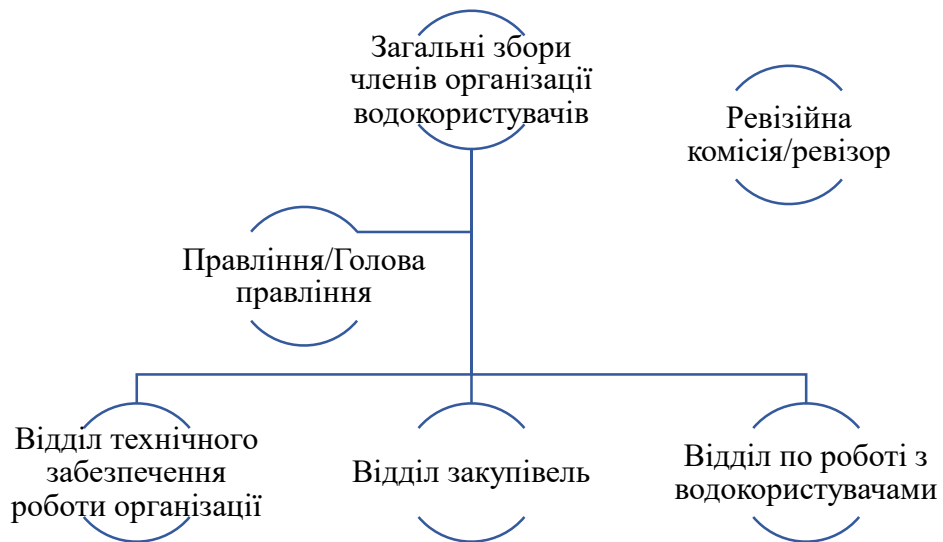 Загальні збори
членів організації
водокористувачів
Ревізійна
комісія/ревізор
Правління/Голова
правління
Відділ технічного
забезпечення
роботи організації
Відділ закупівель
Відділ по роботі з
водокористувачами